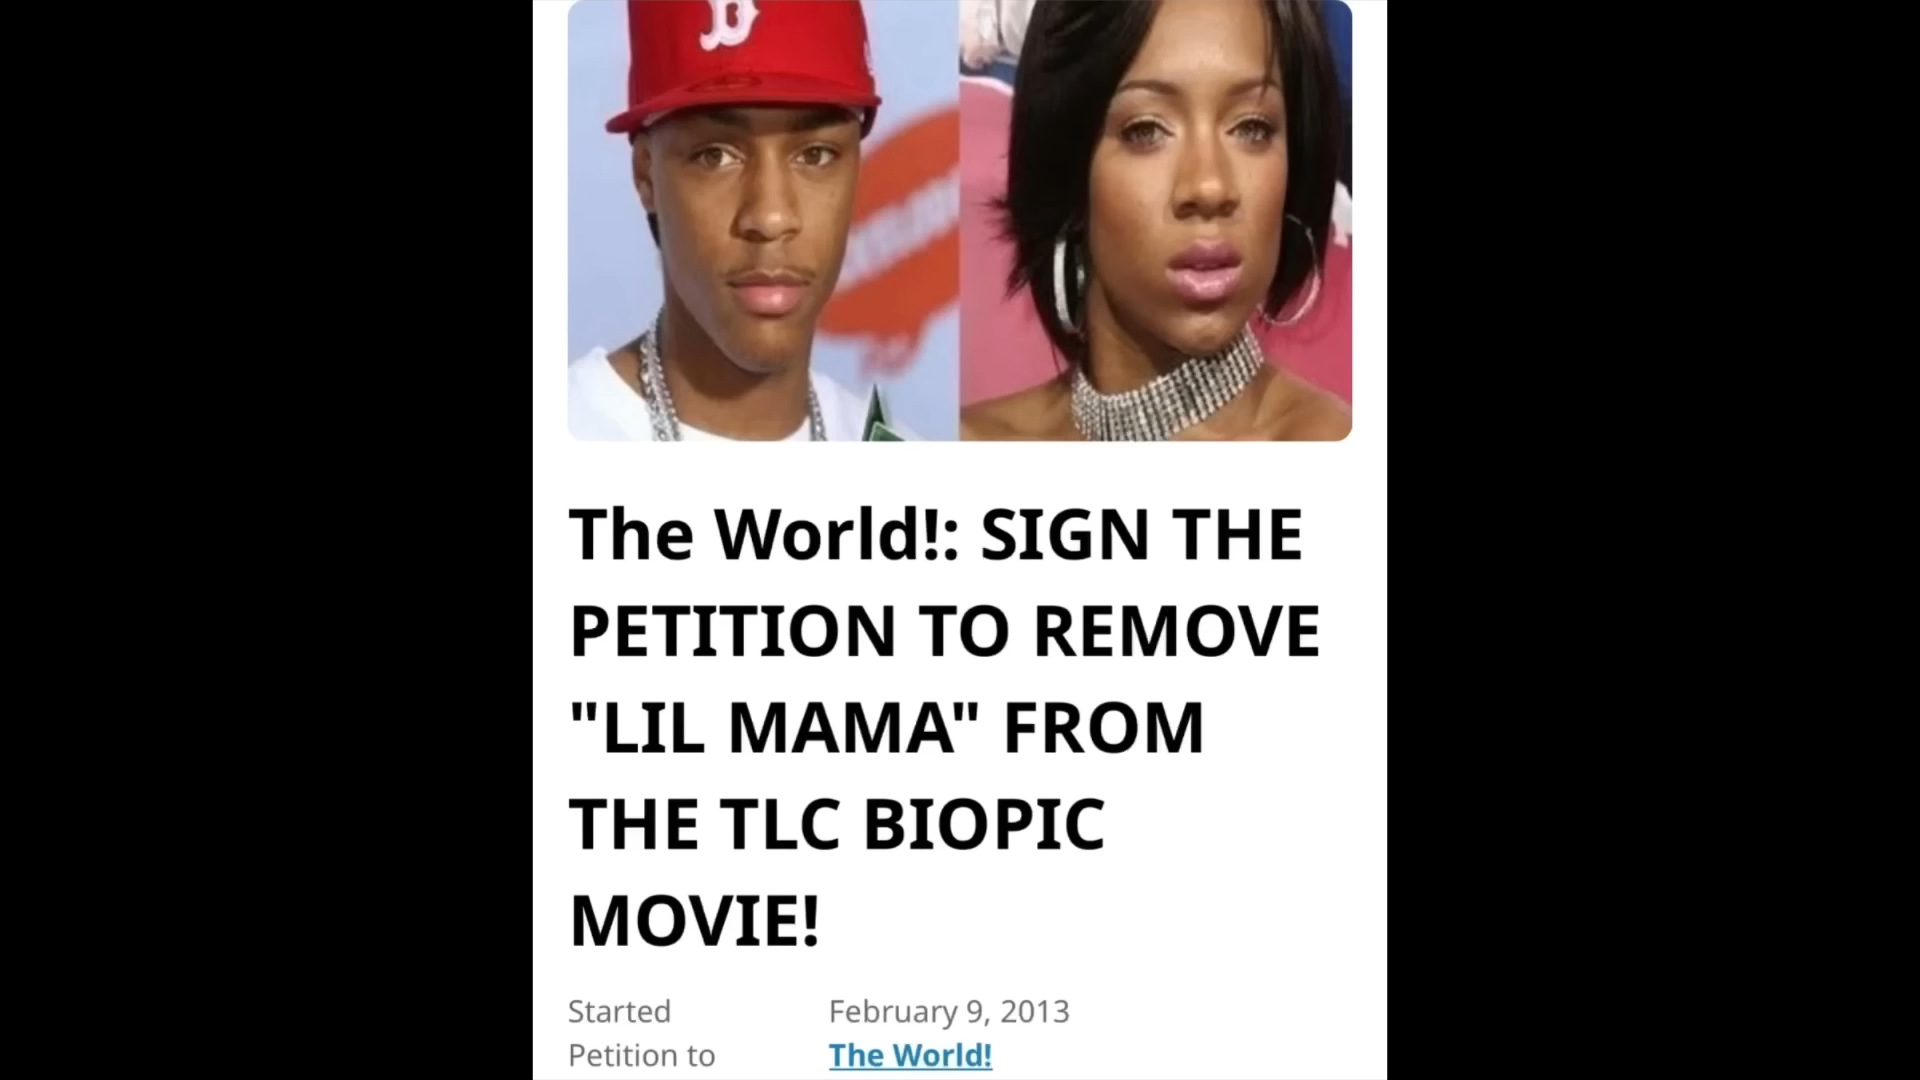 B
The World!: SIGN THE
PETITION TO REMOVE
"LIL MAMA" FROM
THE TLC BIOPIC
MOVIE!
Started February 9, 2013
Petition to The World!